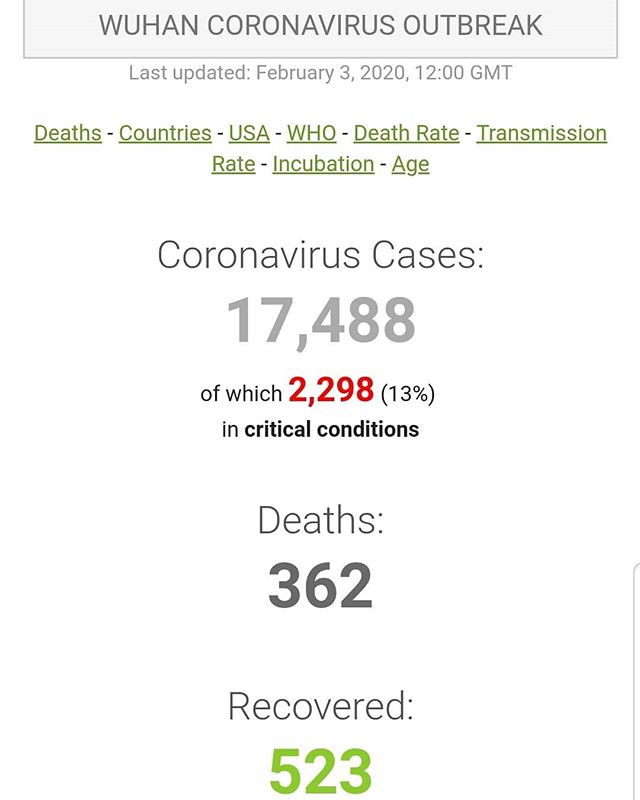 WUHAN CORONAVIRUS OUTBREAK
Last updated: February 3, 2020, 12:00 GMT
Deaths - Countries - USA - WHO - Death Rate - Transmission
Rate - Incubation - Age
Coronavirus Cases:
17,488
of which 2,298 (13%)
in critical conditions
Deaths:
362
Recovered:
523